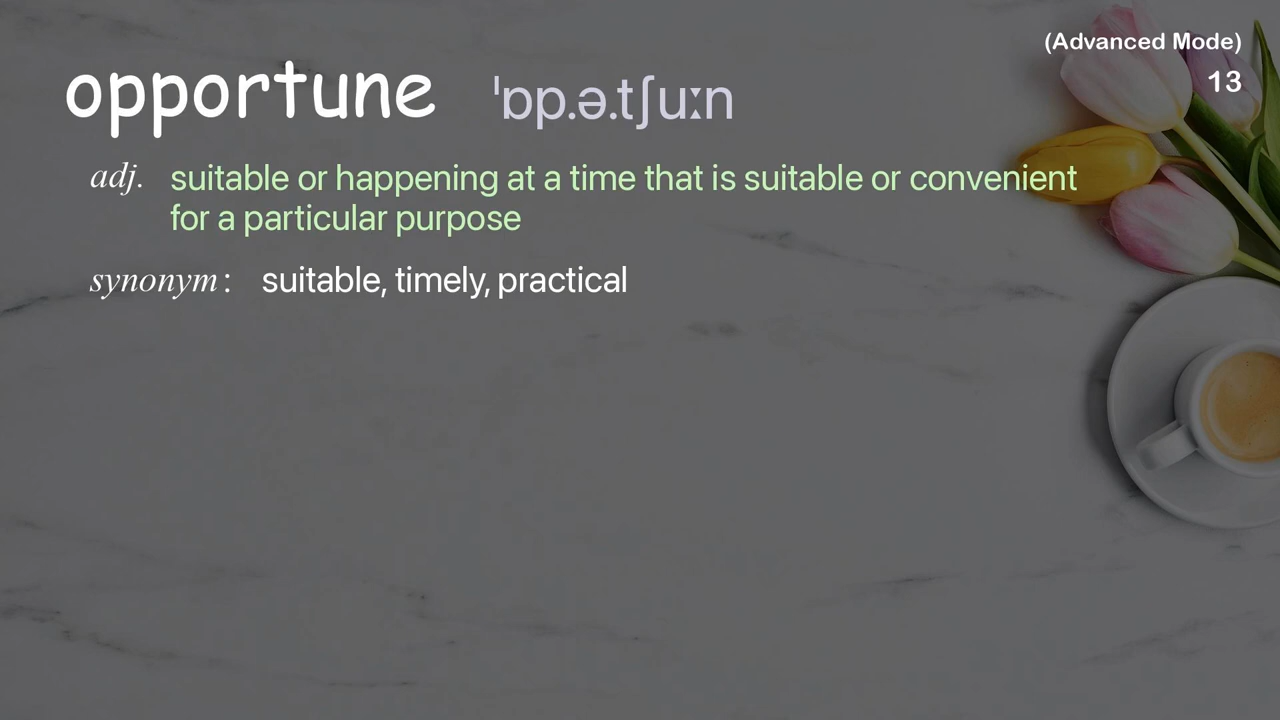 (Advanced Mode)
13
opportune ˈɒp.ə.tʃuːn
adj. suitable or happening at a time that is suitable or convenient
for a particular purpose
synonym : suitable, timely, practical